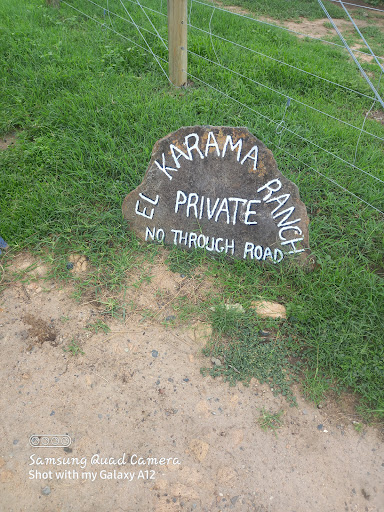 EL KARAMA RANCH
PRIVATE
NO THROUGH ROAD
Samsung Quad Camera
Shot with my Galaxy A12